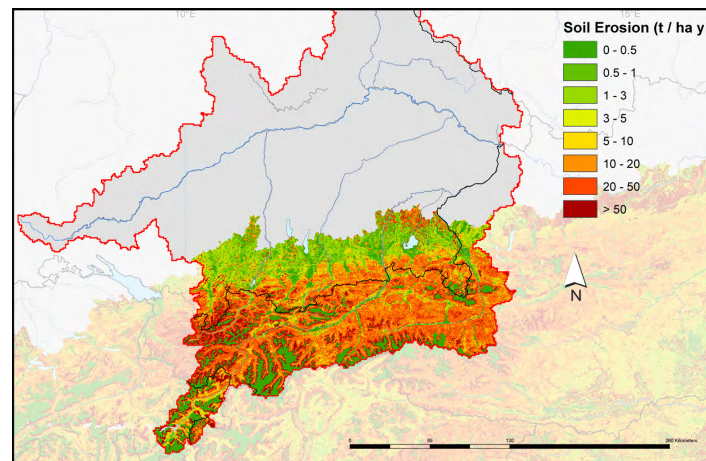 10°E
15°E
Soil Erosion (t / ha y
0 - 0.5
0.5 - 1
1 - 3
3 - 5
5 - 10
10 - 20
20 - 50
> 50
N
0 65 130 260 Kilometers